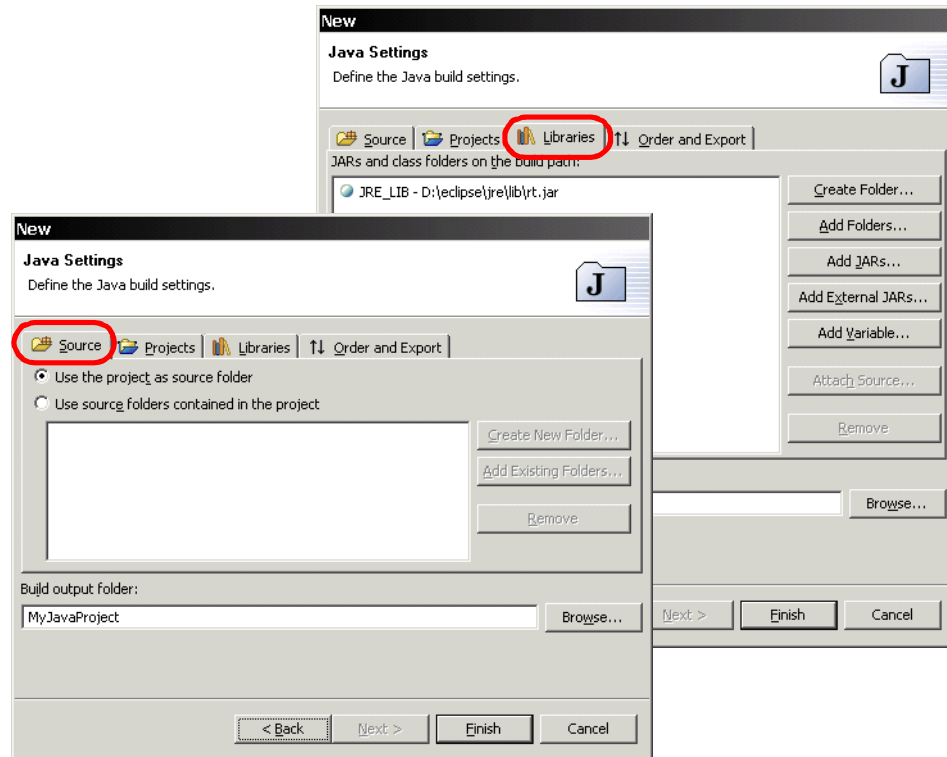 New
Java Settings
Define the Java build settings.
Source Projects Libraries Order and Export
JARs and class folders on the build path:
JRE_LIB - D:\eclipse\jre\lib\rt.jar
Create Folder...
Add Folders...
Add JARs...
Add External JARs...
Add Variable...
Attach Source...
Remove
Browse...
Next > Finish Cancel
New
Java Settings
Define the Java build settings.
Source Projects Libraries Order and Export
Use the project as source folder
Use source folders contained in the project
Create New Folder...
Add Existing Folders...
Remove
Build output folder:
MyJavaProject Browse...
< Back Next > Finish Cancel